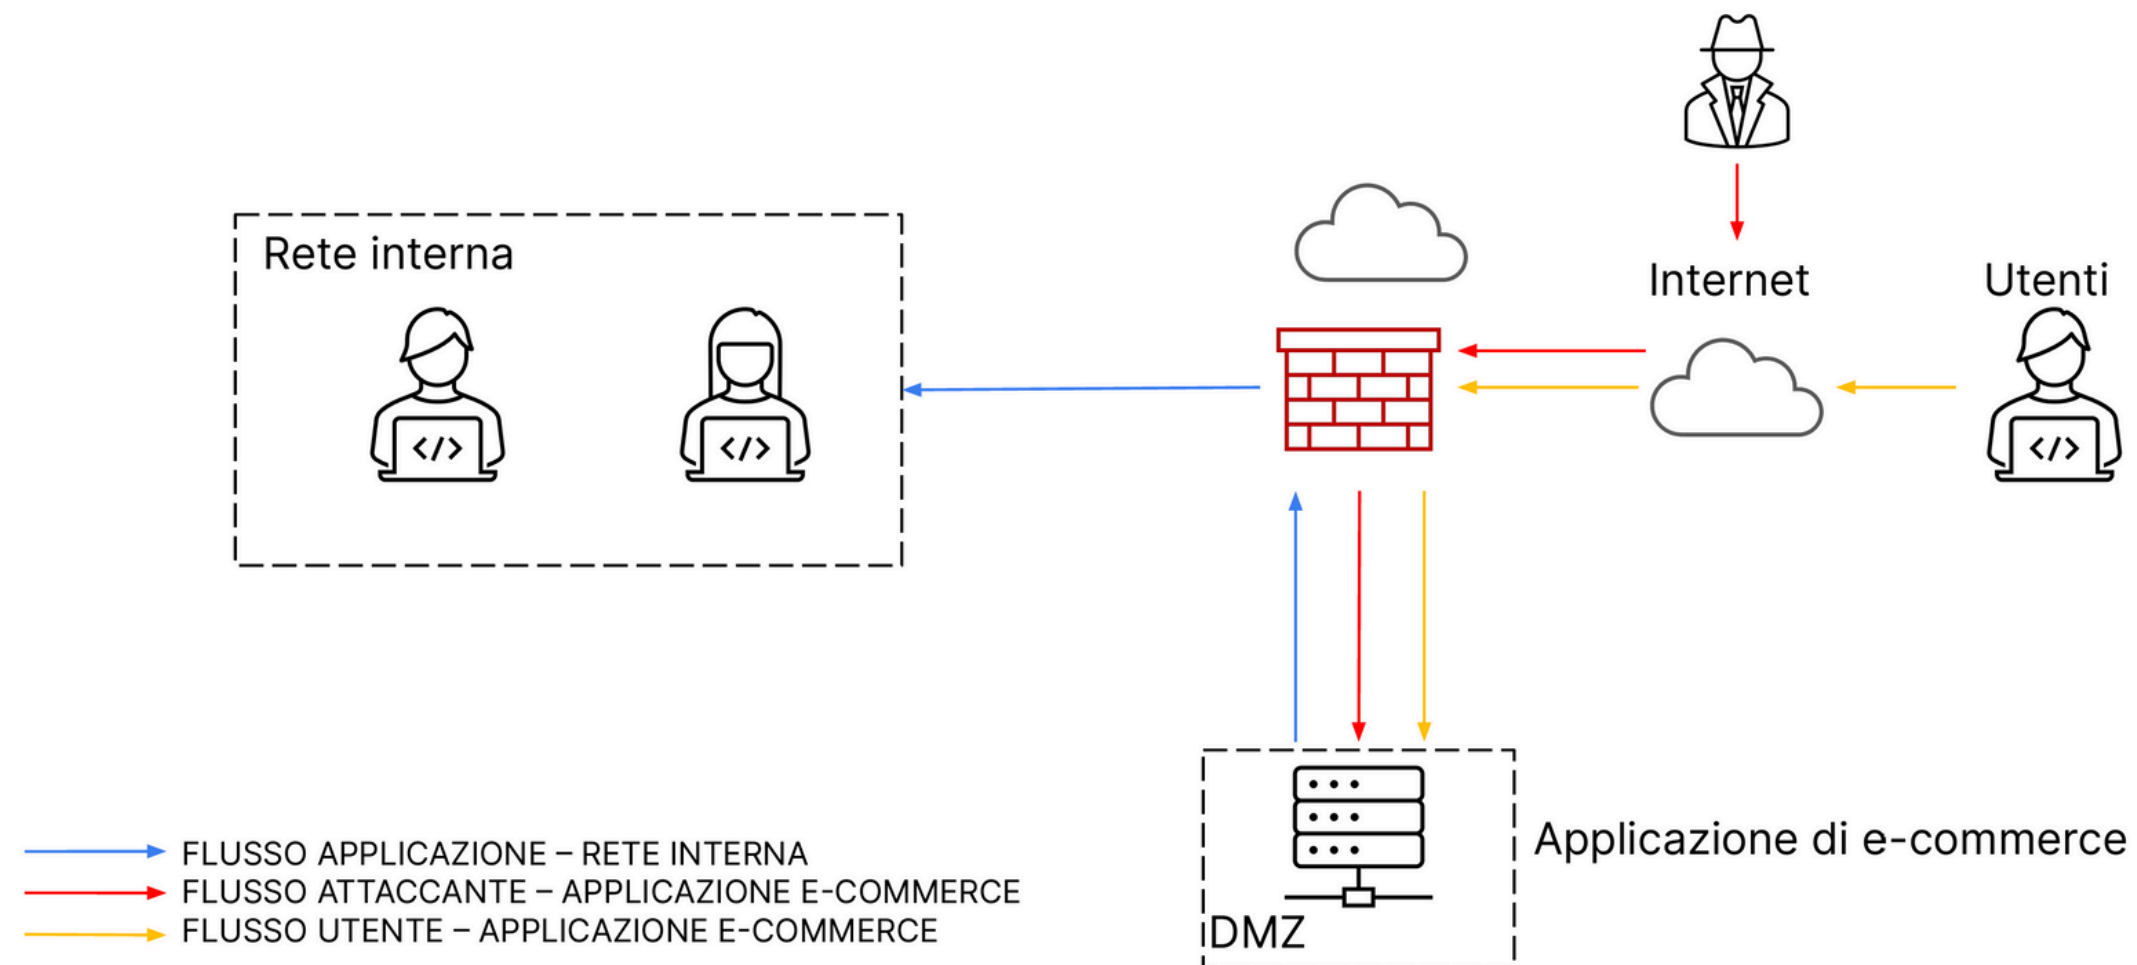 Rete interna
Internet
Utenti
Applicazione di e-commerce
DMZ
FLUSSO APPLICAZIONE – RETE INTERNA
FLUSSO ATTACCANTE – APPLICAZIONE E-COMMERCE
FLUSSO UTENTE – APPLICAZIONE E-COMMERCE